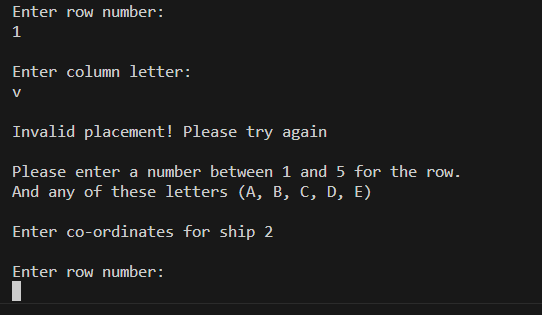 Enter row number:
1
Enter column letter:
v
Invalid placement! Please try again
Please enter a number between 1 and 5 for the row.
And any of these letters (A, B, C, D, E)
Enter co-ordinates for ship 2
Enter row number: